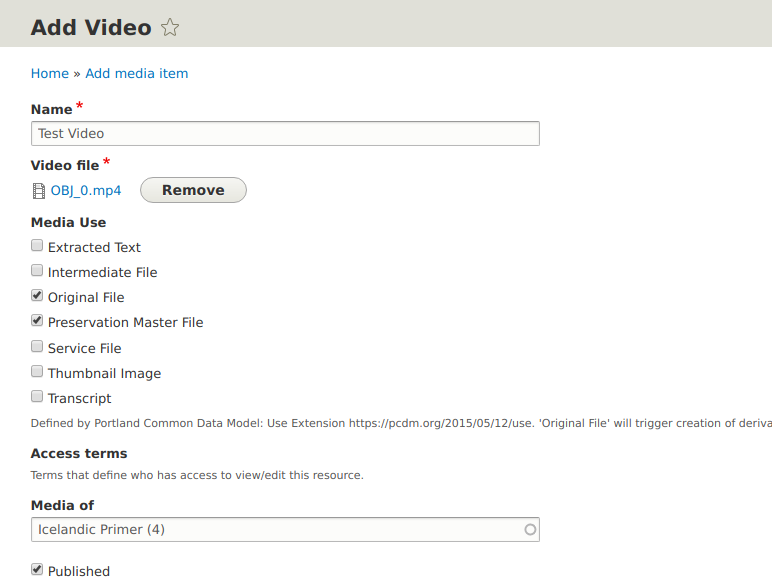 Add Video
Home » Add media item
Name *
Test Video
Video file *
OBJ_0.mp4 Remove
Media Use
Extracted Text
Intermediate File
Original File
Preservation Master File
Service File
Thumbnail Image
Transcript
Defined by Portland Common Data Model: Use Extension https://pcdm.org/2015/05/12/use. 'Original File' will trigger creation of deriva
Access terms
Terms that define who has access to view/edit this resource.
Media of
Icelandic Primer (4)
Published